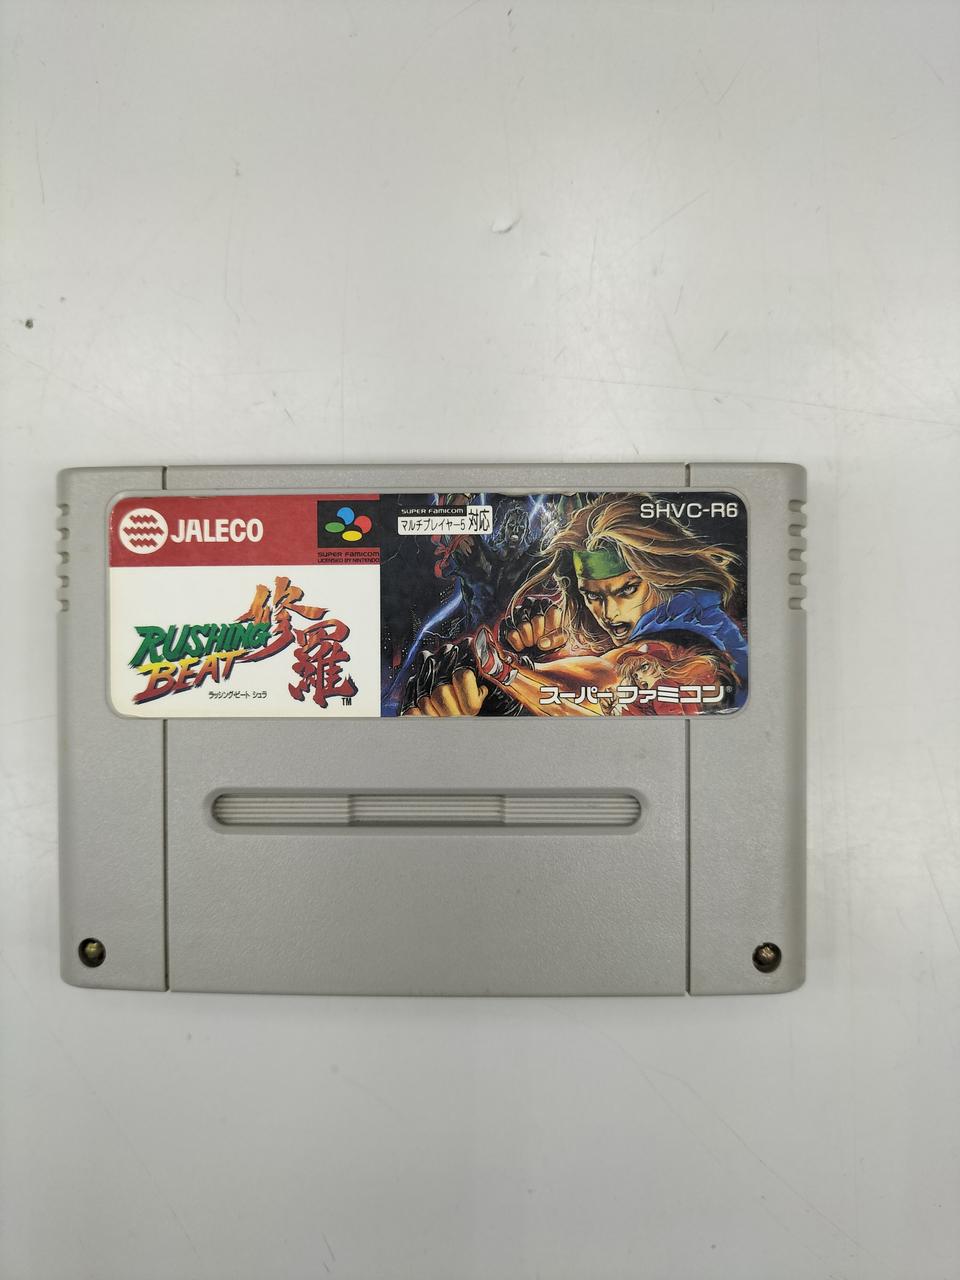 JALECO
SUPER FAMICOM
LICENSED BY NINTENDO
SUPER FAMICOM
マルチプレイヤー5 対応
SHVC-R6
RUSHING
BEAT
修羅
ラッシング・ビート シュラ
TM
スーパーファミコン®